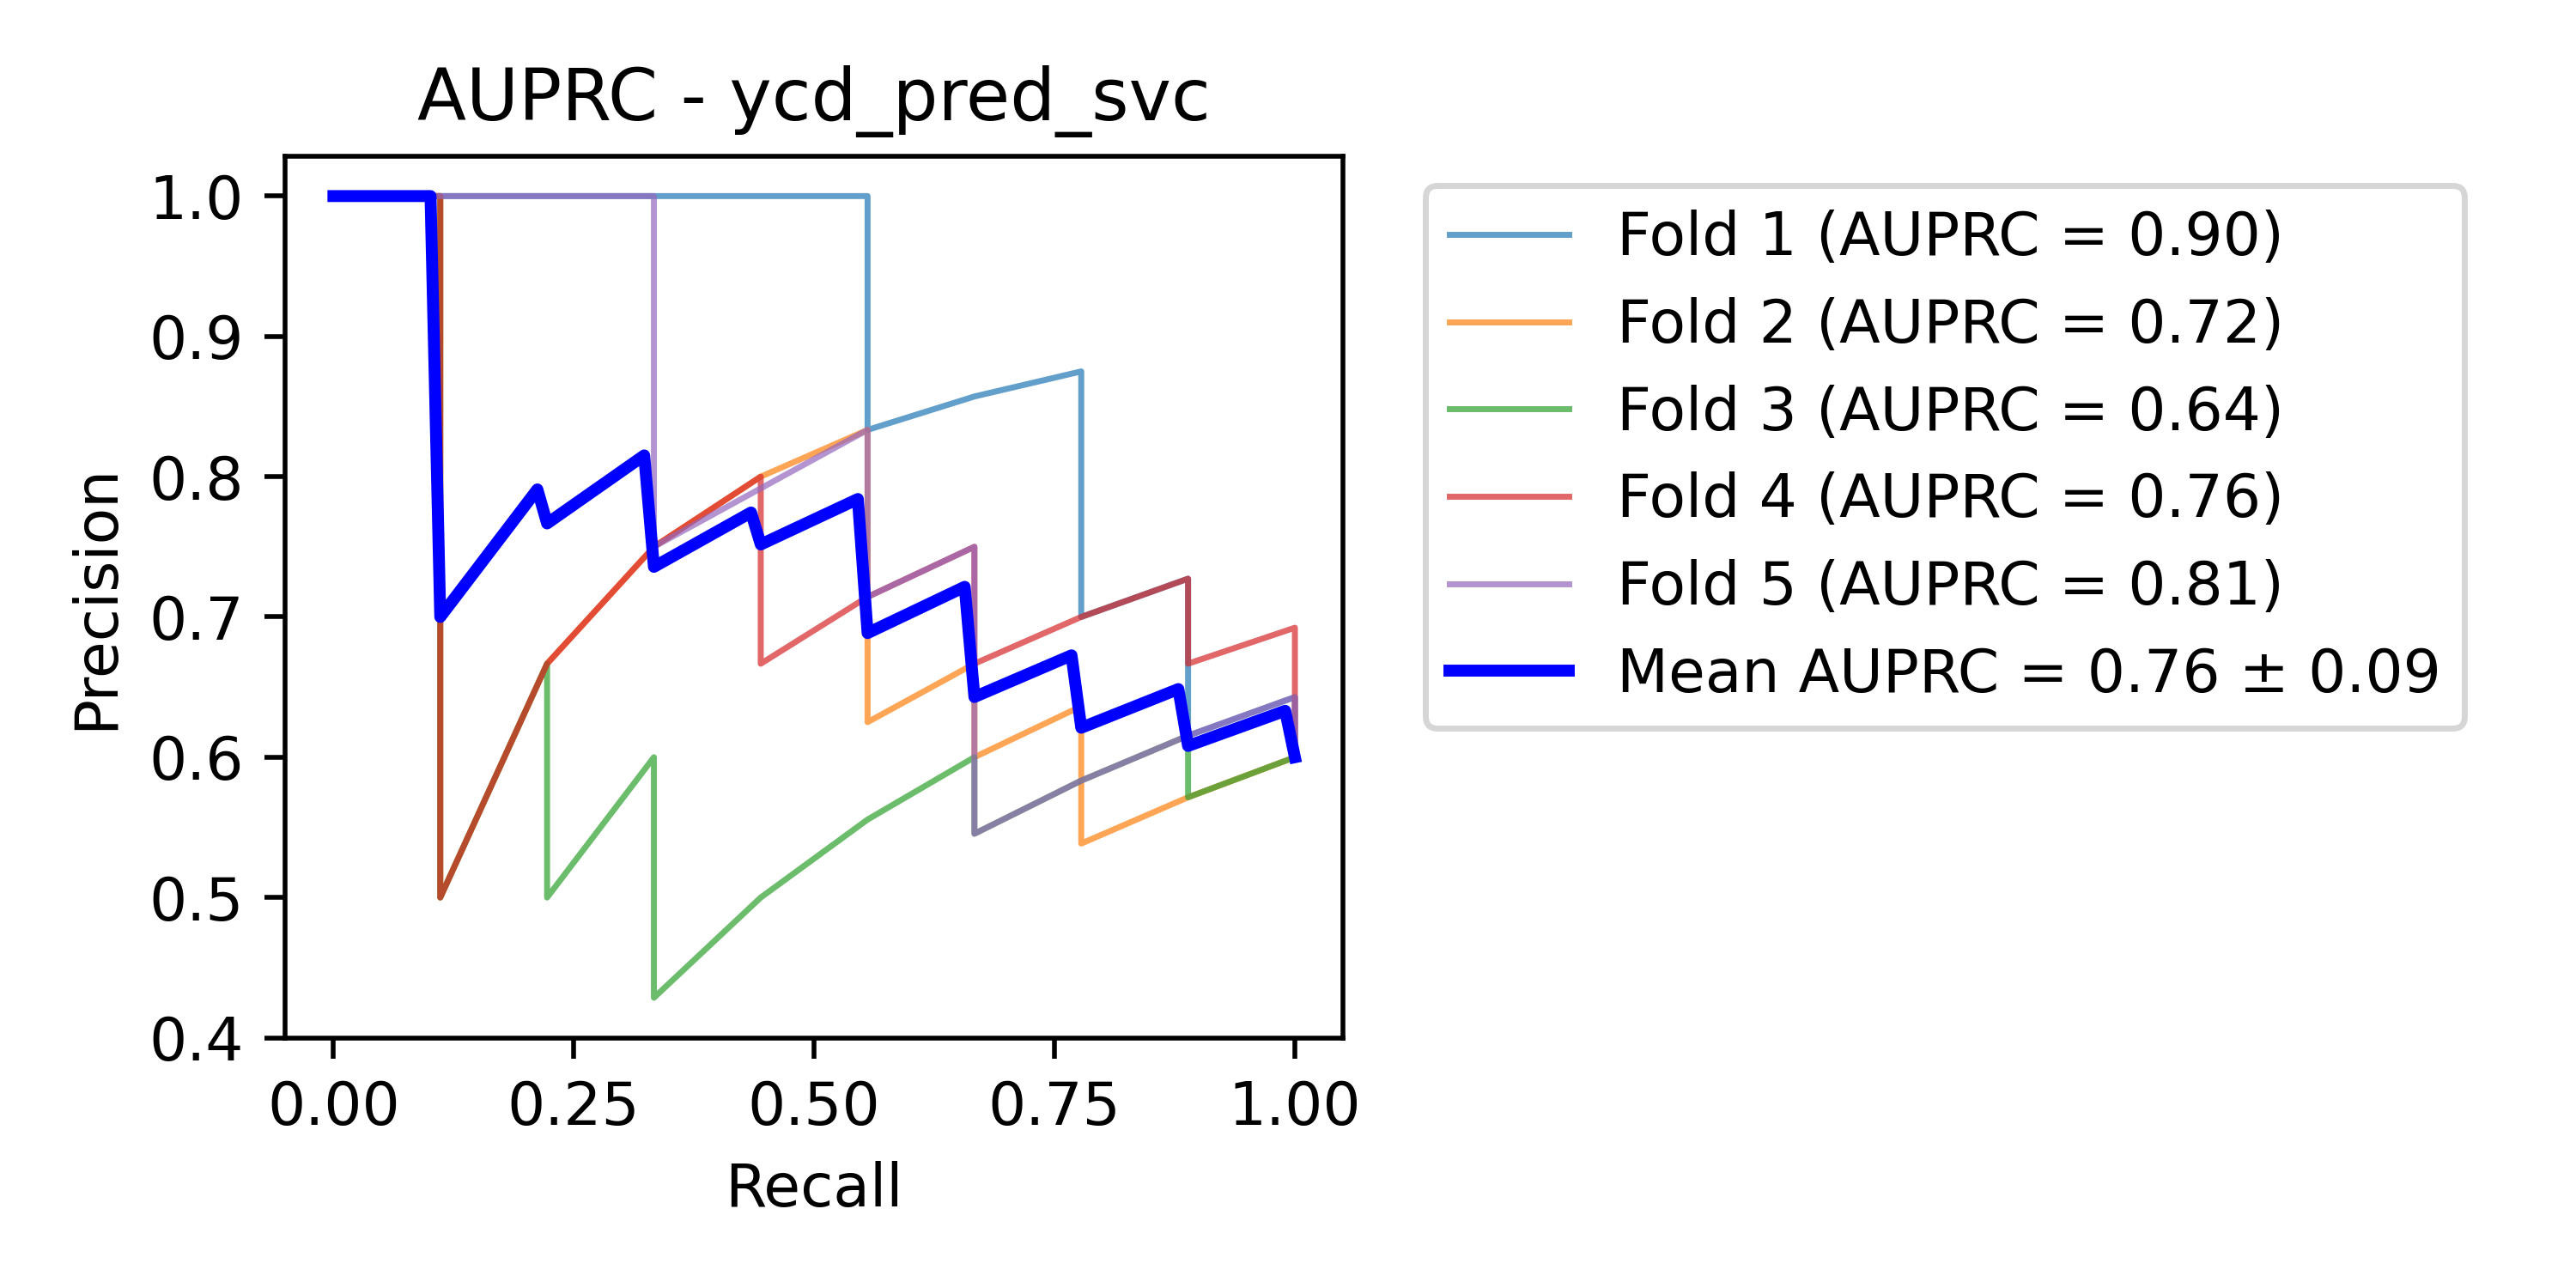 AUPRC - ycd_pred_svc
1.0
0.9
0.8
0.7
0.6
0.5
0.4
Precision
0.00 0.25 0.50 0.75 1.00
Recall
Fold 1 (AUPRC = 0.90)
Fold 2 (AUPRC = 0.72)
Fold 3 (AUPRC = 0.64)
Fold 4 (AUPRC = 0.76)
Fold 5 (AUPRC = 0.81)
Mean AUPRC = 0.76 ± 0.09